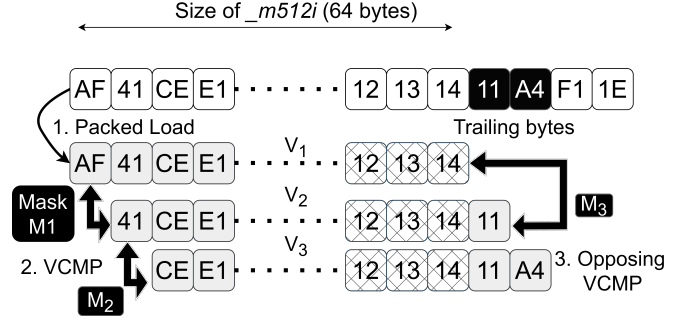 Size of _m512i (64 bytes)
AF 41 CE E1 · · · · · · · 12 13 14 11 A4 F1 1E
1. Packed Load
Trailing bytes
V1
AF 41 CE E1 · · · · · · · 12 13 14
Mask
M1
M3
V2
41 CE E1 · · · · · · · 12 13 14 11
2. VCMP
V3
CE E1 · · · · · · · 12 13 14 11 A4
3. Opposing
VCMP
M2